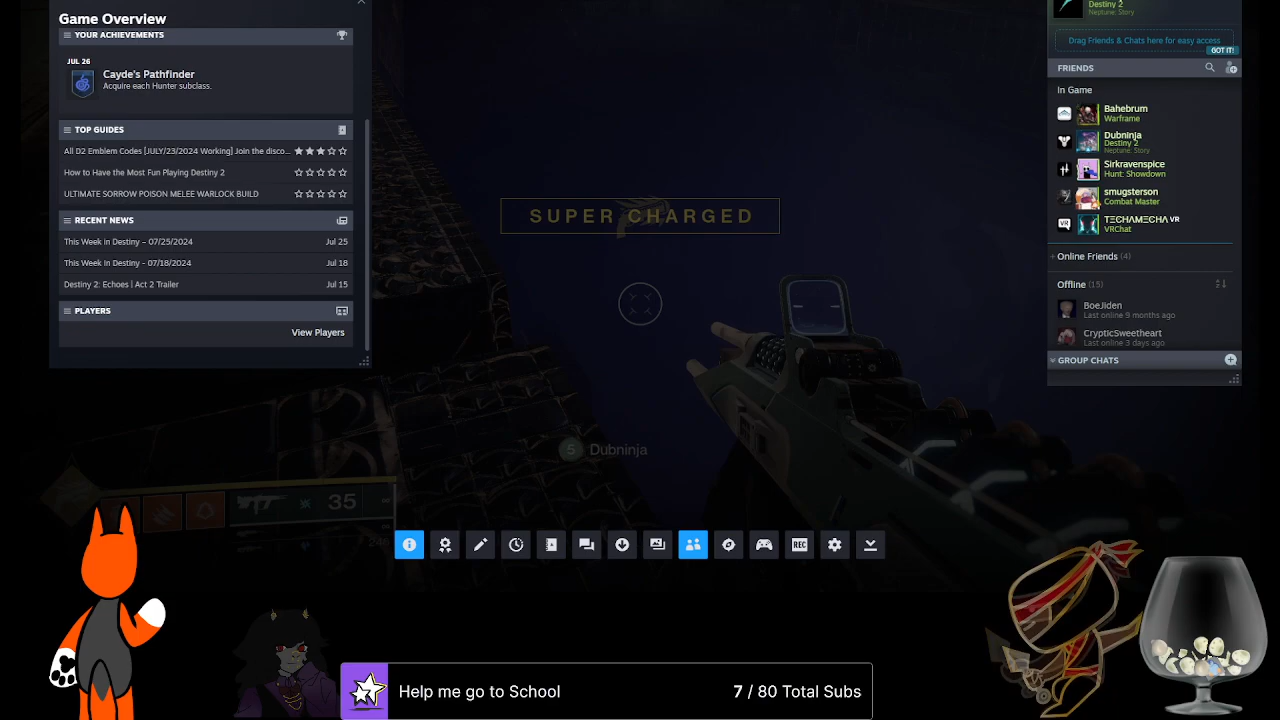 Game Overview
YOUR ACHIEVEMENTS
JUL 26
Cayde's Pathfinder
Acquire each Hunter subclass.
TOP GUIDES
All D2 Emblem Codes [JULY/23/2024 Working] Join the disco...
How to Have the Most Fun Playing Destiny 2
ULTIMATE SORROW POISON MELEE WARLOCK BUILD
RECENT NEWS
This Week in Destiny - 07/25/2024 Jul 25
This Week in Destiny - 07/18/2024 Jul 18
Destiny 2: Echoes | Act 2 Trailer Jul 15
PLAYERS
View Players
SUPER CHARGED
5 Dubninja
35
Destiny 2
Neptune: Story
Drag Friends & Chats here for easy access
GOT IT!
FRIENDS
In Game
Bahebrum
Warframe
Dubninja
Destiny 2
Neptune: Story
Sirkravenspice
Hunt: Showdown
smugsterson
Combat Master
TECHAMECHA VR
VRChat
Online Friends (4)
Offline (15)
BoeJiden
Last online 9 months ago
CrypticSweetheart
Last online 3 days ago
GROUP CHATS
REC
Help me go to School 7 / 80 Total Subs